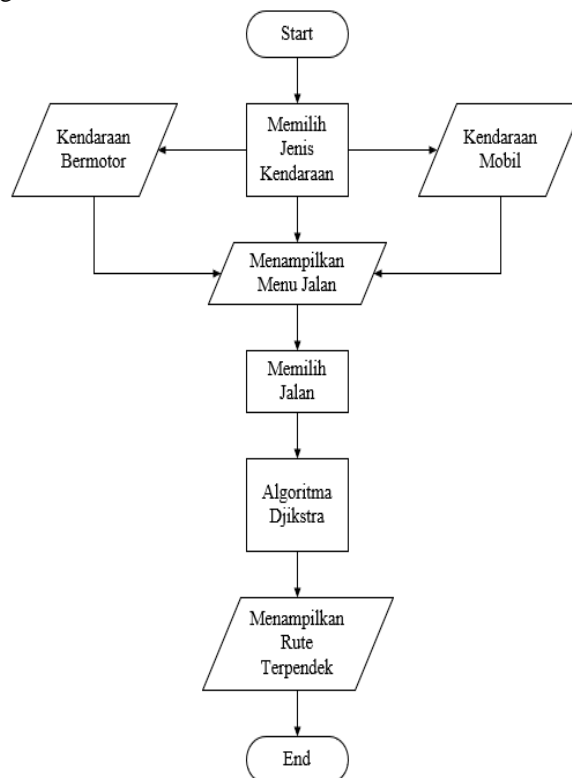 Start
Kendaraan
Bermotor
Memilih
Jenis
Kendaraan
Kendaraan
Mobil
Menampilkan
Menu Jalan
Memilih
Jalan
Algoritma
Djikstra
Menampilkan
Rute
Terpendek
End